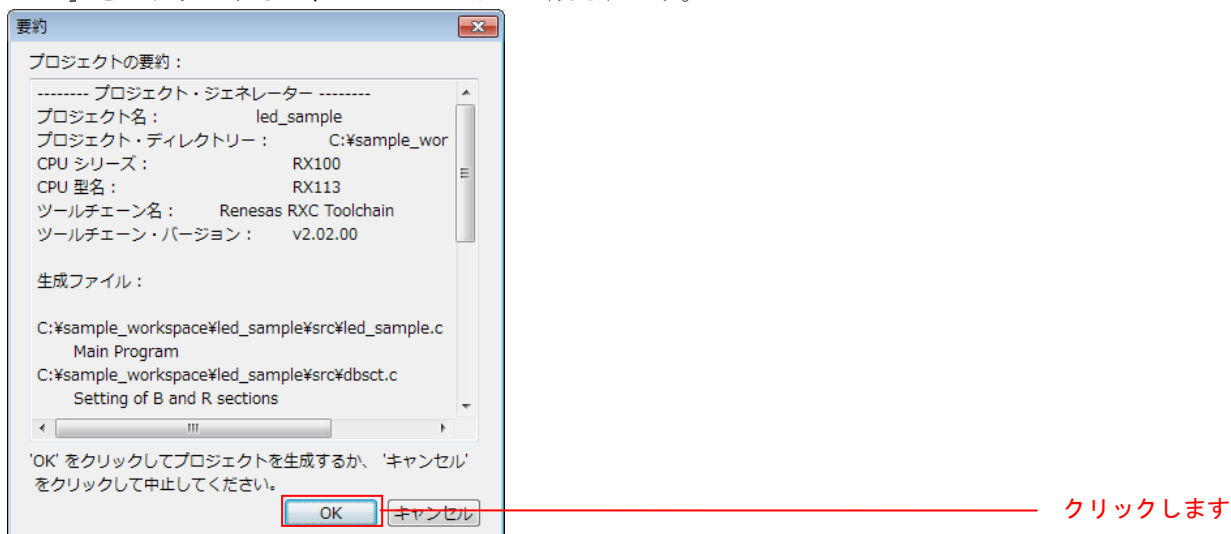 要約
プロジェクトの要約：
-------- プロジェクト・ジェネレーター --------
プロジェクト名： led_sample
プロジェクト・ディレクトリー： C:¥sample_wor
CPU シリーズ： RX100
CPU 型名： RX113
ツールチェーン名： Renesas RXC Toolchain
ツールチェーン・バージョン： v2.02.00
生成ファイル：
C:¥sample_workspace¥led_sample¥src¥led_sample.c
Main Program
C:¥sample_workspace¥led_sample¥src¥dbsct.c
Setting of B and R sections
'OK' をクリックしてプロジェクトを生成するか、 'キャンセル'
をクリックして中止してください。
OK キャンセル
クリックします